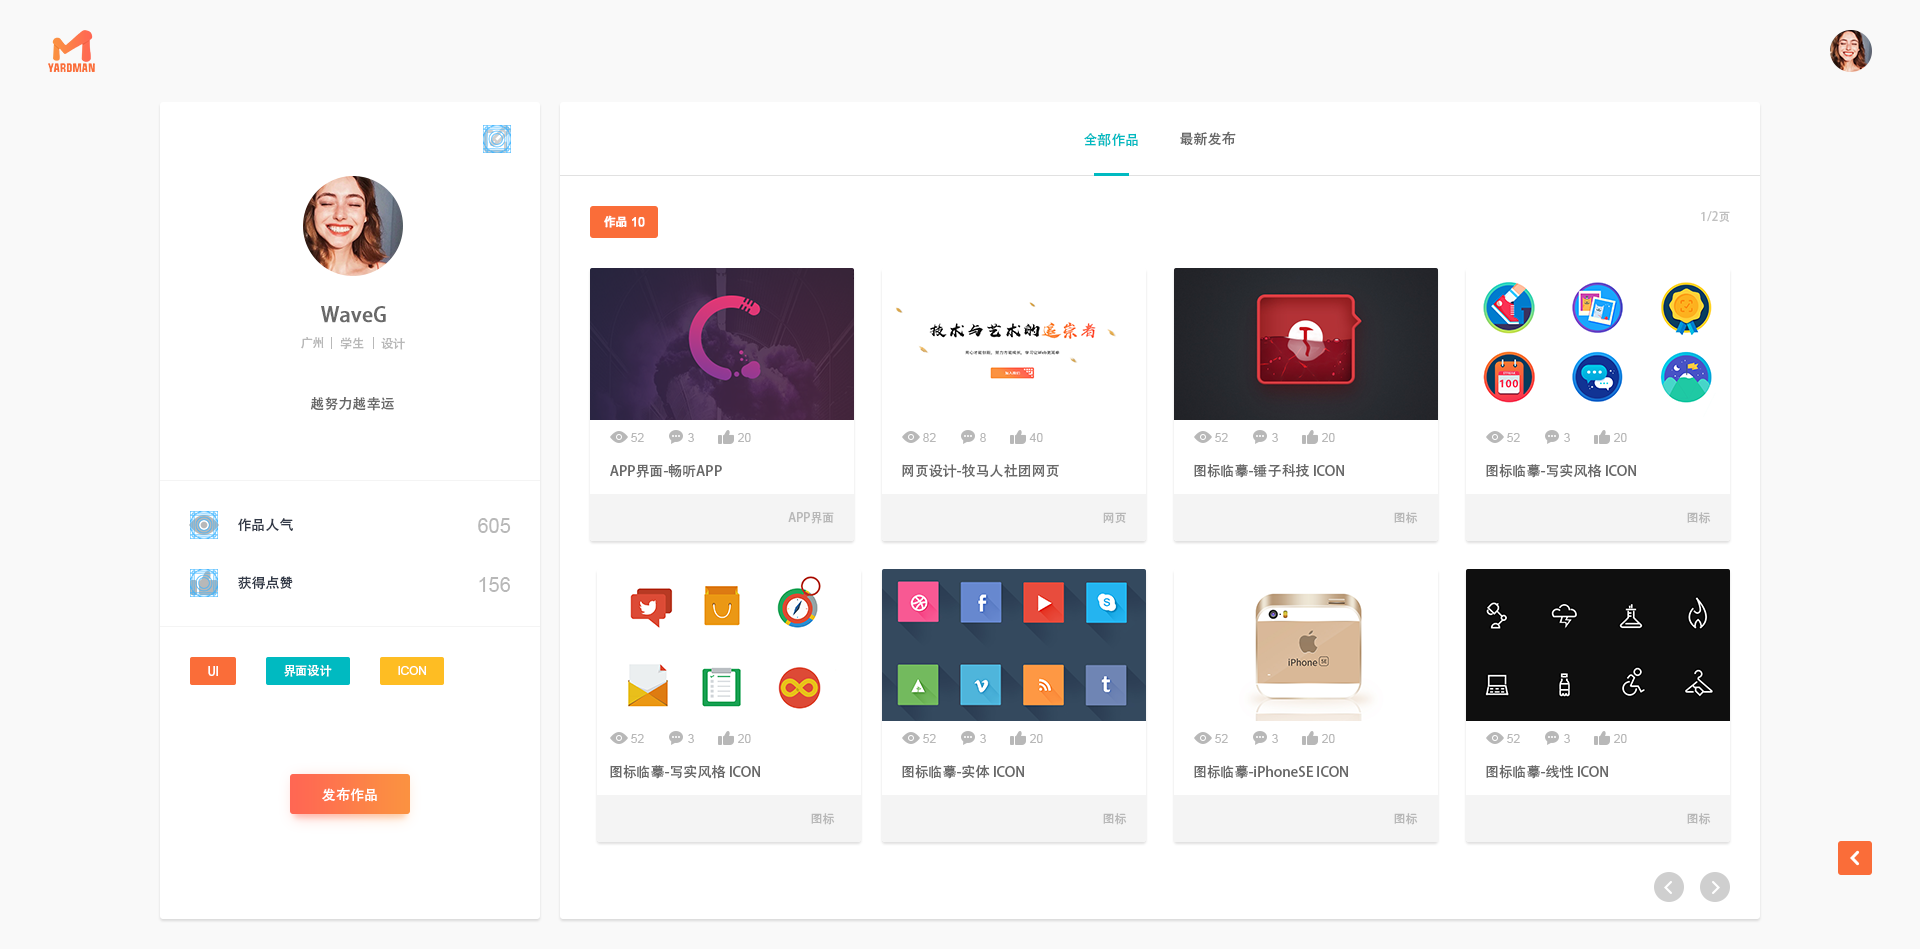 YARDMAN
WaveG
广州 | 学生 | 设计
越努力越幸运
作品人气 605
获得点赞 156
UI 界面设计 ICON
发布作品
全部作品 最新发布
作品 10 1/2页
技术与艺术的追求者
52 3 20
APP界面-畅听APP
APP界面
82 8 40
网页设计-牧马人社团网页
网页
52 3 20
图标临摹-锤子科技 ICON
图标
100
52 3 20
图标临摹-写实风格 ICON
图标
52 3 20
图标临摹-写实风格 ICON
图标
52 3 20
图标临摹-实体 ICON
图标
iPhone SE
52 3 20
图标临摹-iPhoneSE ICON
图标
52 3 20
图标临摹-线性 ICON
图标